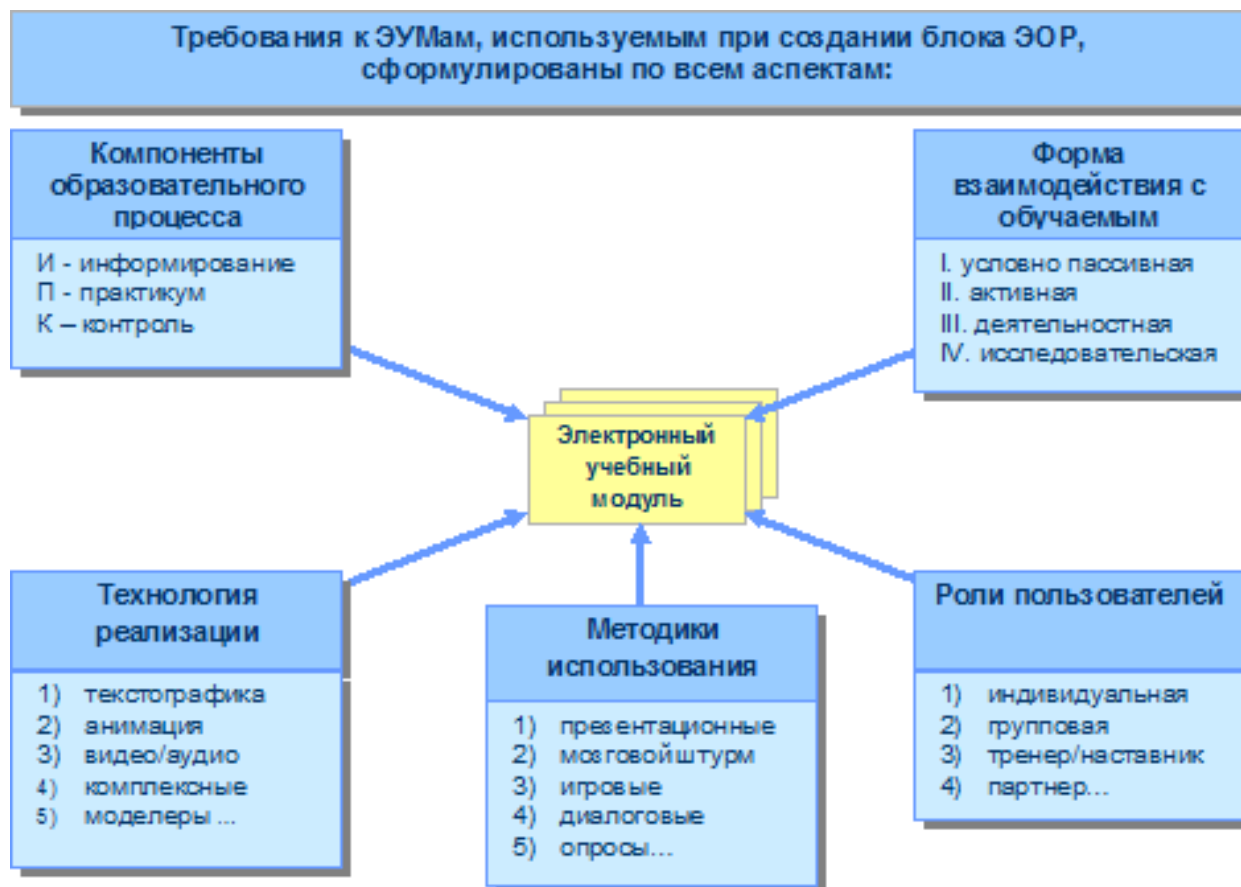 Требования к ЭУМам, используемым при создании блока ЭОР,
сформулированы по всем аспектам:
Компоненты
образовательного
процесса
И - информирование
П - практикум
К – контроль
Форма
взаимодействия с
обучаемым
I. условно пассивная
II. активная
III. деятельностная
IV. исследовательская
Электронный
учебный
модуль
Технология
реализации
1) текстографика
2) анимация
3) видео/аудио
4) комплексные
5) моделеры ...
Методики
использования
1) презентационные
2) мозговой штурм
3) игровые
4) диалоговые
5) опросы...
Роли пользователей
1) индивидуальная
2) групповая
3) тренер/наставник
4) партнер...